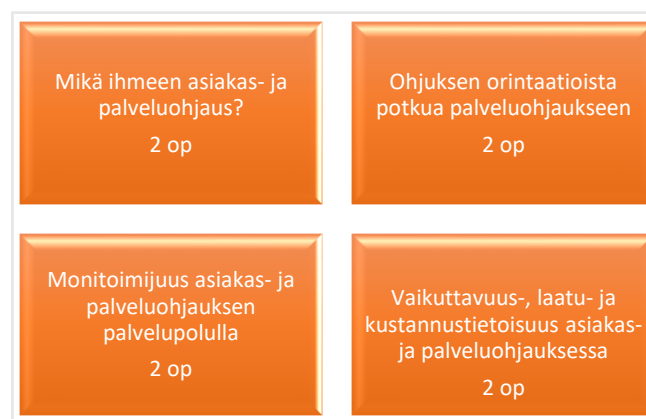 Mikä ihmeen asiakas- ja
palveluohjaus?
2 op
Ohjuksen orintaatioista
potkua palveluohjaukseen
2 op
Monitoimijuus asiakas- ja
palveluohjauksen
palvelupolulla
2 op
Vaikuttavuus-, laatu- ja
kustannustietoisuus asiakas-
ja palveluohjauksessa
2 op